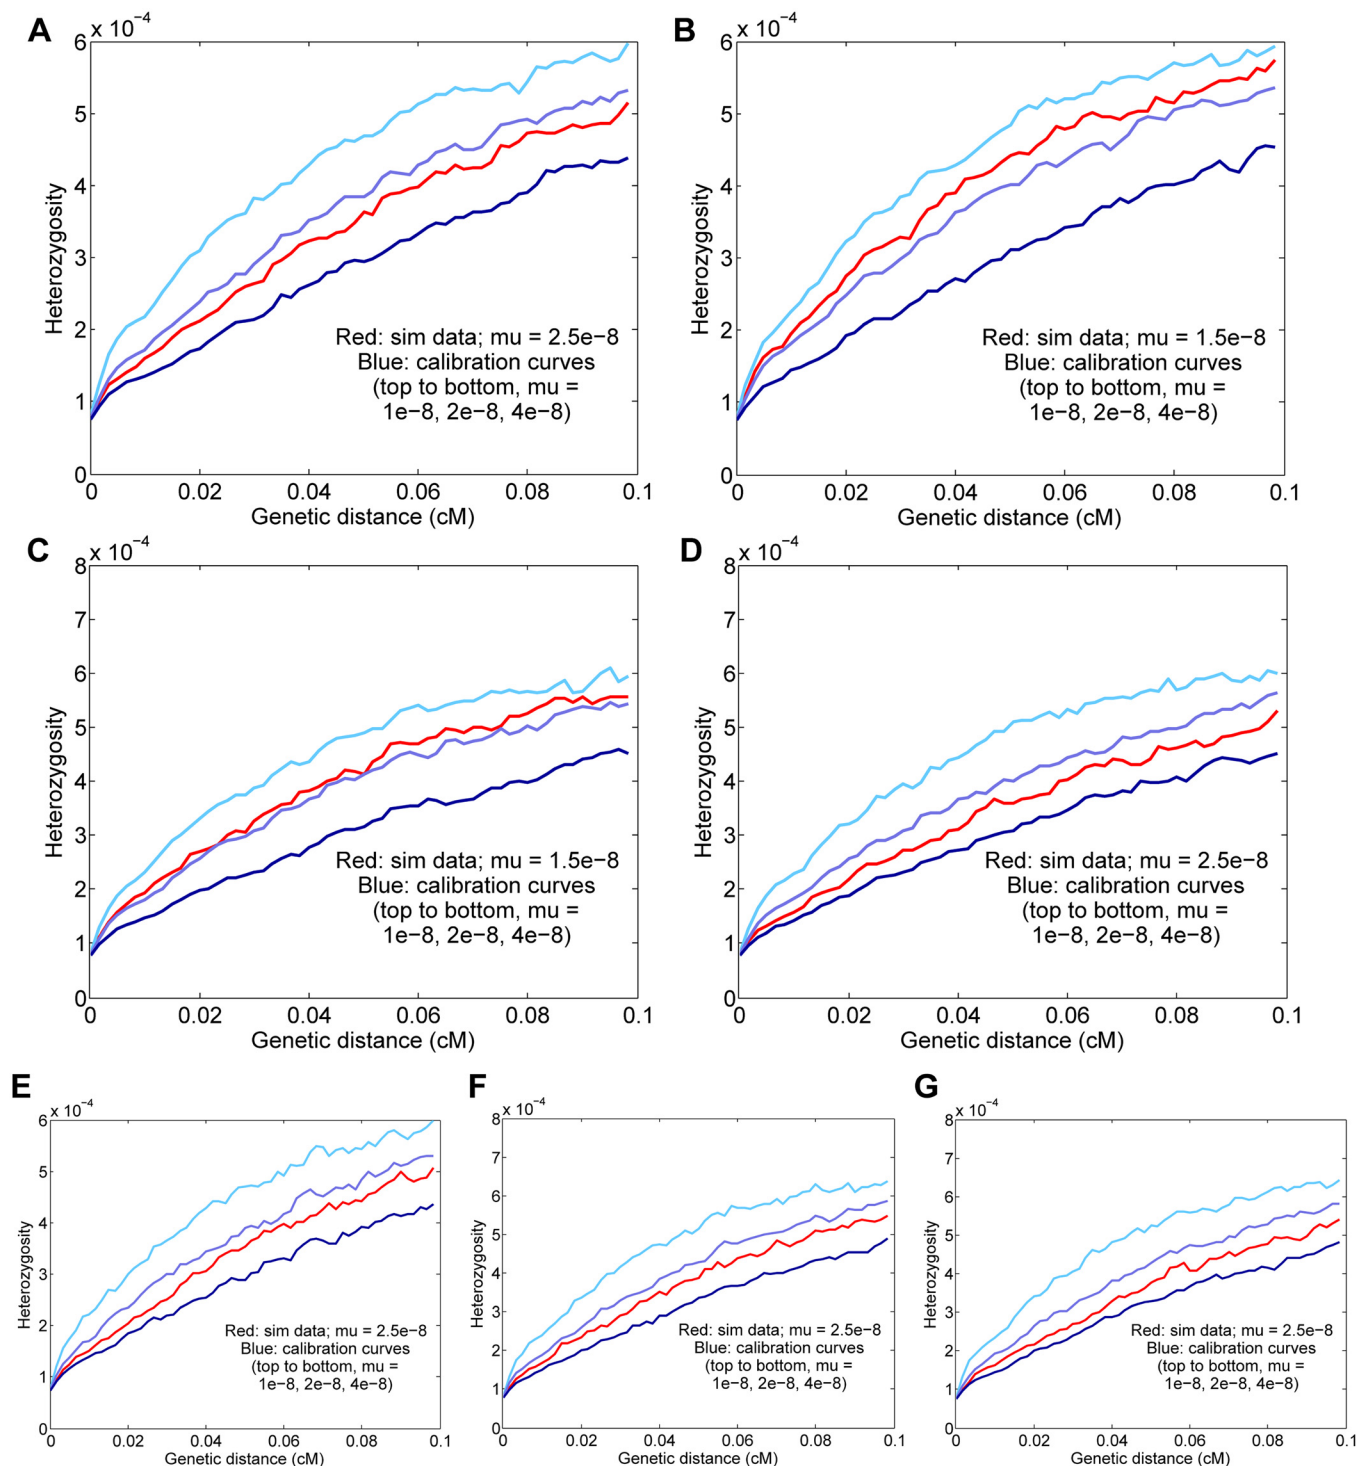 A
x 10−4
6
5
4
3
2
1
0
Heterozygosity
Red: sim data; mu = 2.5e−8
Blue: calibration curves
(top to bottom, mu =
1e−8, 2e−8, 4e−8)
0 0.02 0.04 0.06 0.08 0.1
Genetic distance (cM)
B
x 10−4
6
5
4
3
2
1
0
Heterozygosity
Red: sim data; mu = 1.5e−8
Blue: calibration curves
(top to bottom, mu =
1e−8, 2e−8, 4e−8)
0 0.02 0.04 0.06 0.08 0.1
Genetic distance (cM)
C
x 10−4
8
7
6
5
4
3
2
1
0
Heterozygosity
Red: sim data; mu = 1.5e−8
Blue: calibration curves
(top to bottom, mu =
1e−8, 2e−8, 4e−8)
0 0.02 0.04 0.06 0.08 0.1
Genetic distance (cM)
D
x 10−4
8
7
6
5
4
3
2
1
0
Heterozygosity
Red: sim data; mu = 2.5e−8
Blue: calibration curves
(top to bottom, mu =
1e−8, 2e−8, 4e−8)
0 0.02 0.04 0.06 0.08 0.1
Genetic distance (cM)
E
x 10−4
6
5
4
3
2
1
0
Heterozygosity
Red: sim data; mu = 2.5e−8
Blue: calibration curves
(top to bottom, mu =
1e−8, 2e−8, 4e−8)
0 0.02 0.04 0.06 0.08 0.1
Genetic distance (cM)
F
x 10−4
8
7
6
5
4
3
2
1
0
Heterozygosity
Red: sim data; mu = 2.5e−8
Blue: calibration curves
(top to bottom, mu =
1e−8, 2e−8, 4e−8)
0 0.02 0.04 0.06 0.08 0.1
Genetic distance (cM)
G
x 10−4
8
7
6
5
4
3
2
1
0
Heterozygosity
Red: sim data; mu = 2.5e−8
Blue: calibration curves
(top to bottom, mu =
1e−8, 2e−8, 4e−8)
0 0.02 0.04 0.06 0.08 0.1
Genetic distance (cM)